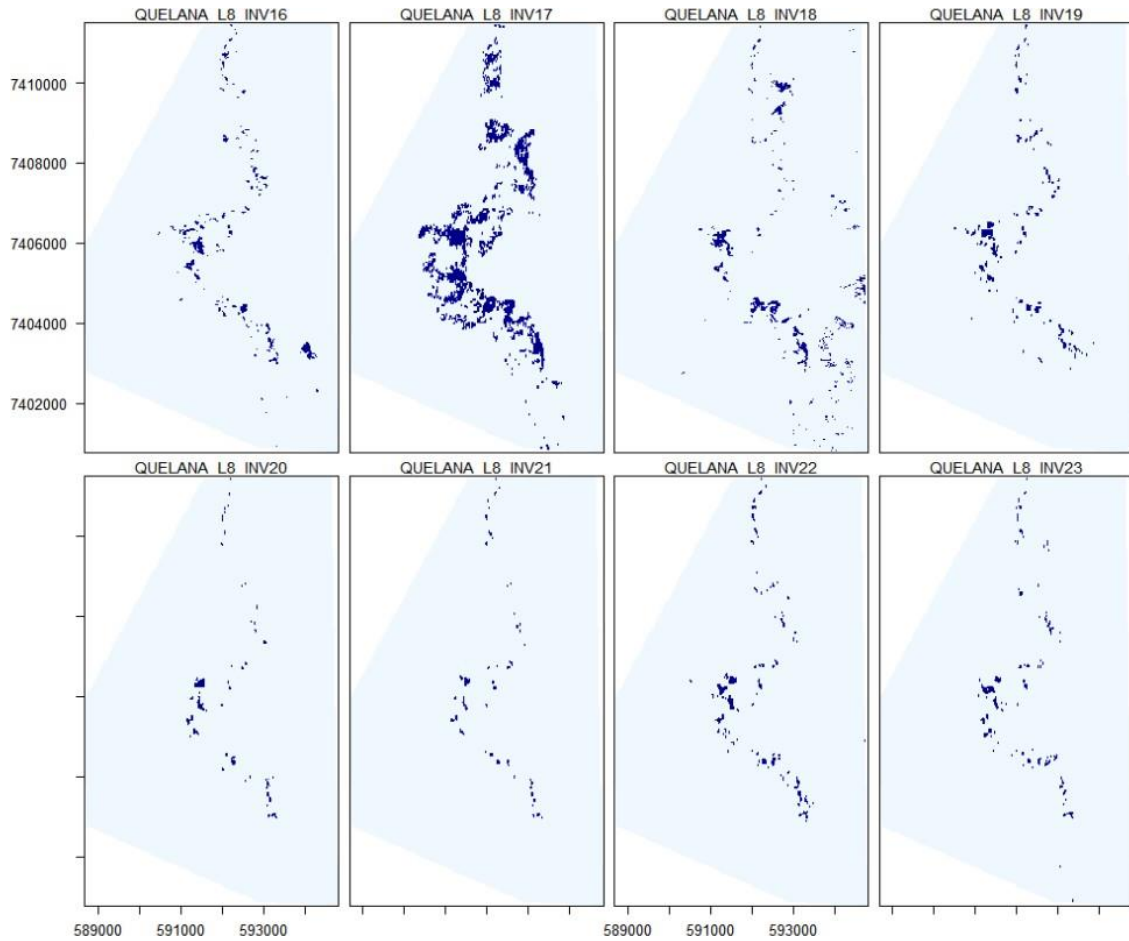 QUELANA L8 INV16 QUELANA L8 INV17 QUELANA L8 INV18 QUELANA L8 INV19
7410000
7408000
7406000
7404000
7402000
QUELANA L8 INV20 QUELANA L8 INV21 QUELANA L8 INV22 QUELANA L8 INV23
589000 591000 593000 589000 591000 593000